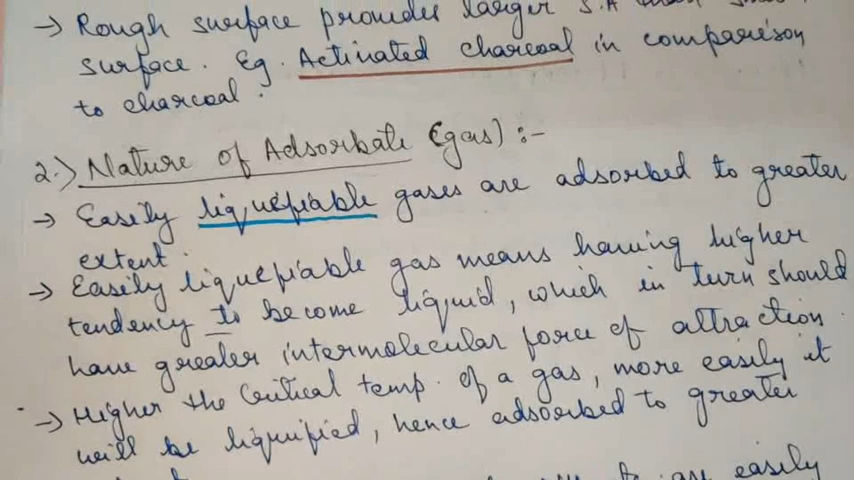 → Rough surface provides larger S.A than
surface. Eg. Activated charcoal in comparison
to charcoal.
2.) Nature of Adsorbate (gas) :-
→ Easily liquefiable gases are adsorbed to greater
extent.
→ Easily liquefiable gas means having higher
tendency to become liquid, which in turn should
have greater intermolecular force of attraction.
→ Higher the Critical temp. of a gas, more easily it
will be liquified, hence adsorbed to greater
are easily